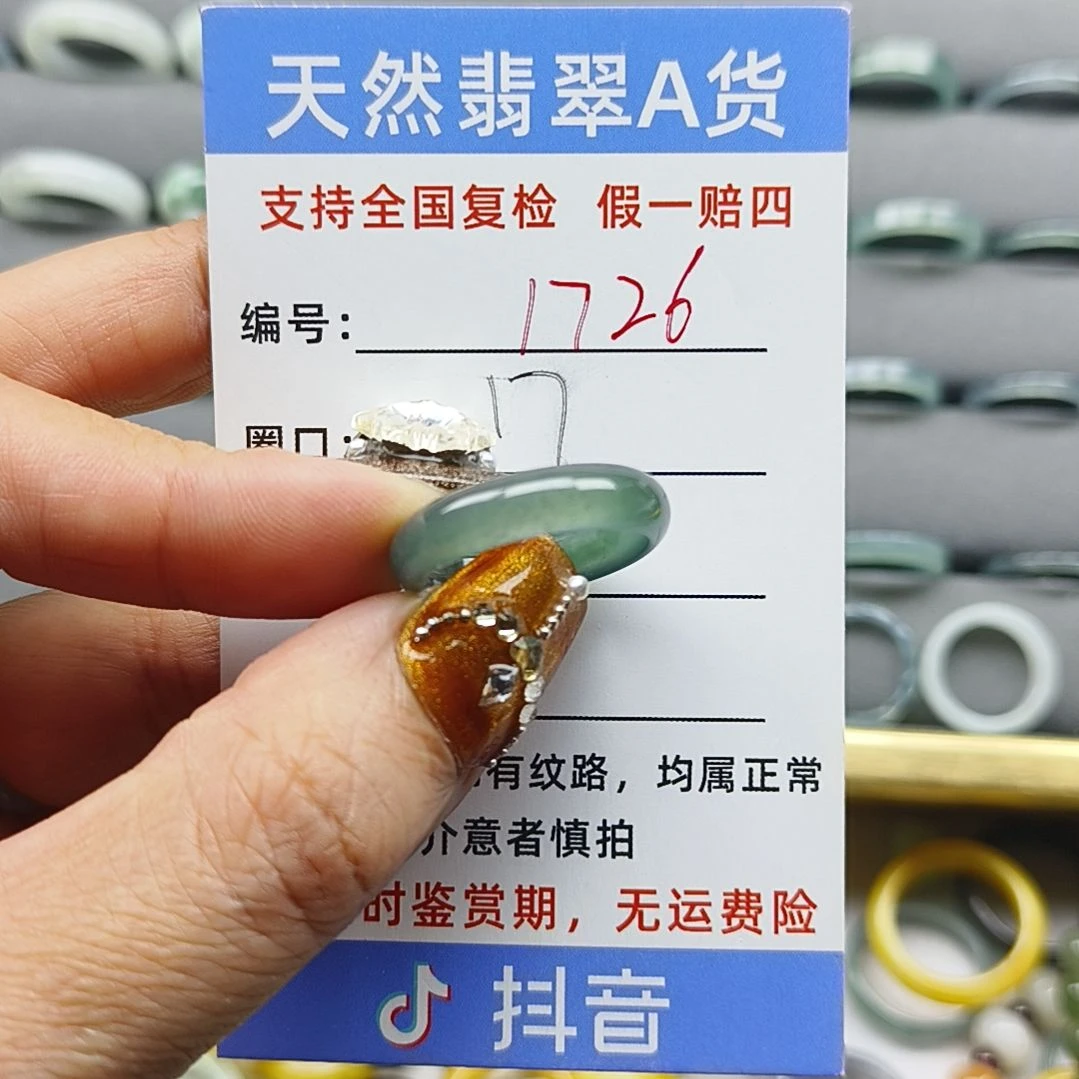 天然翡翠A货
支持全国复检 假一赔四
编号: 1726
圈口: 17
有纹路，均属正常
介意者慎拍
时鉴赏期，无运费险
抖音